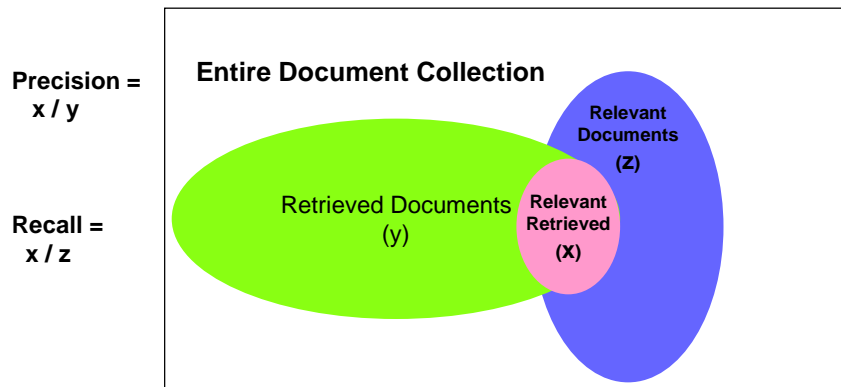 Precision =
x / y
Recall =
x / z
Entire Document Collection
Retrieved Documents
(y)
Relevant
Retrieved
(x)
Relevant
Documents
(z)